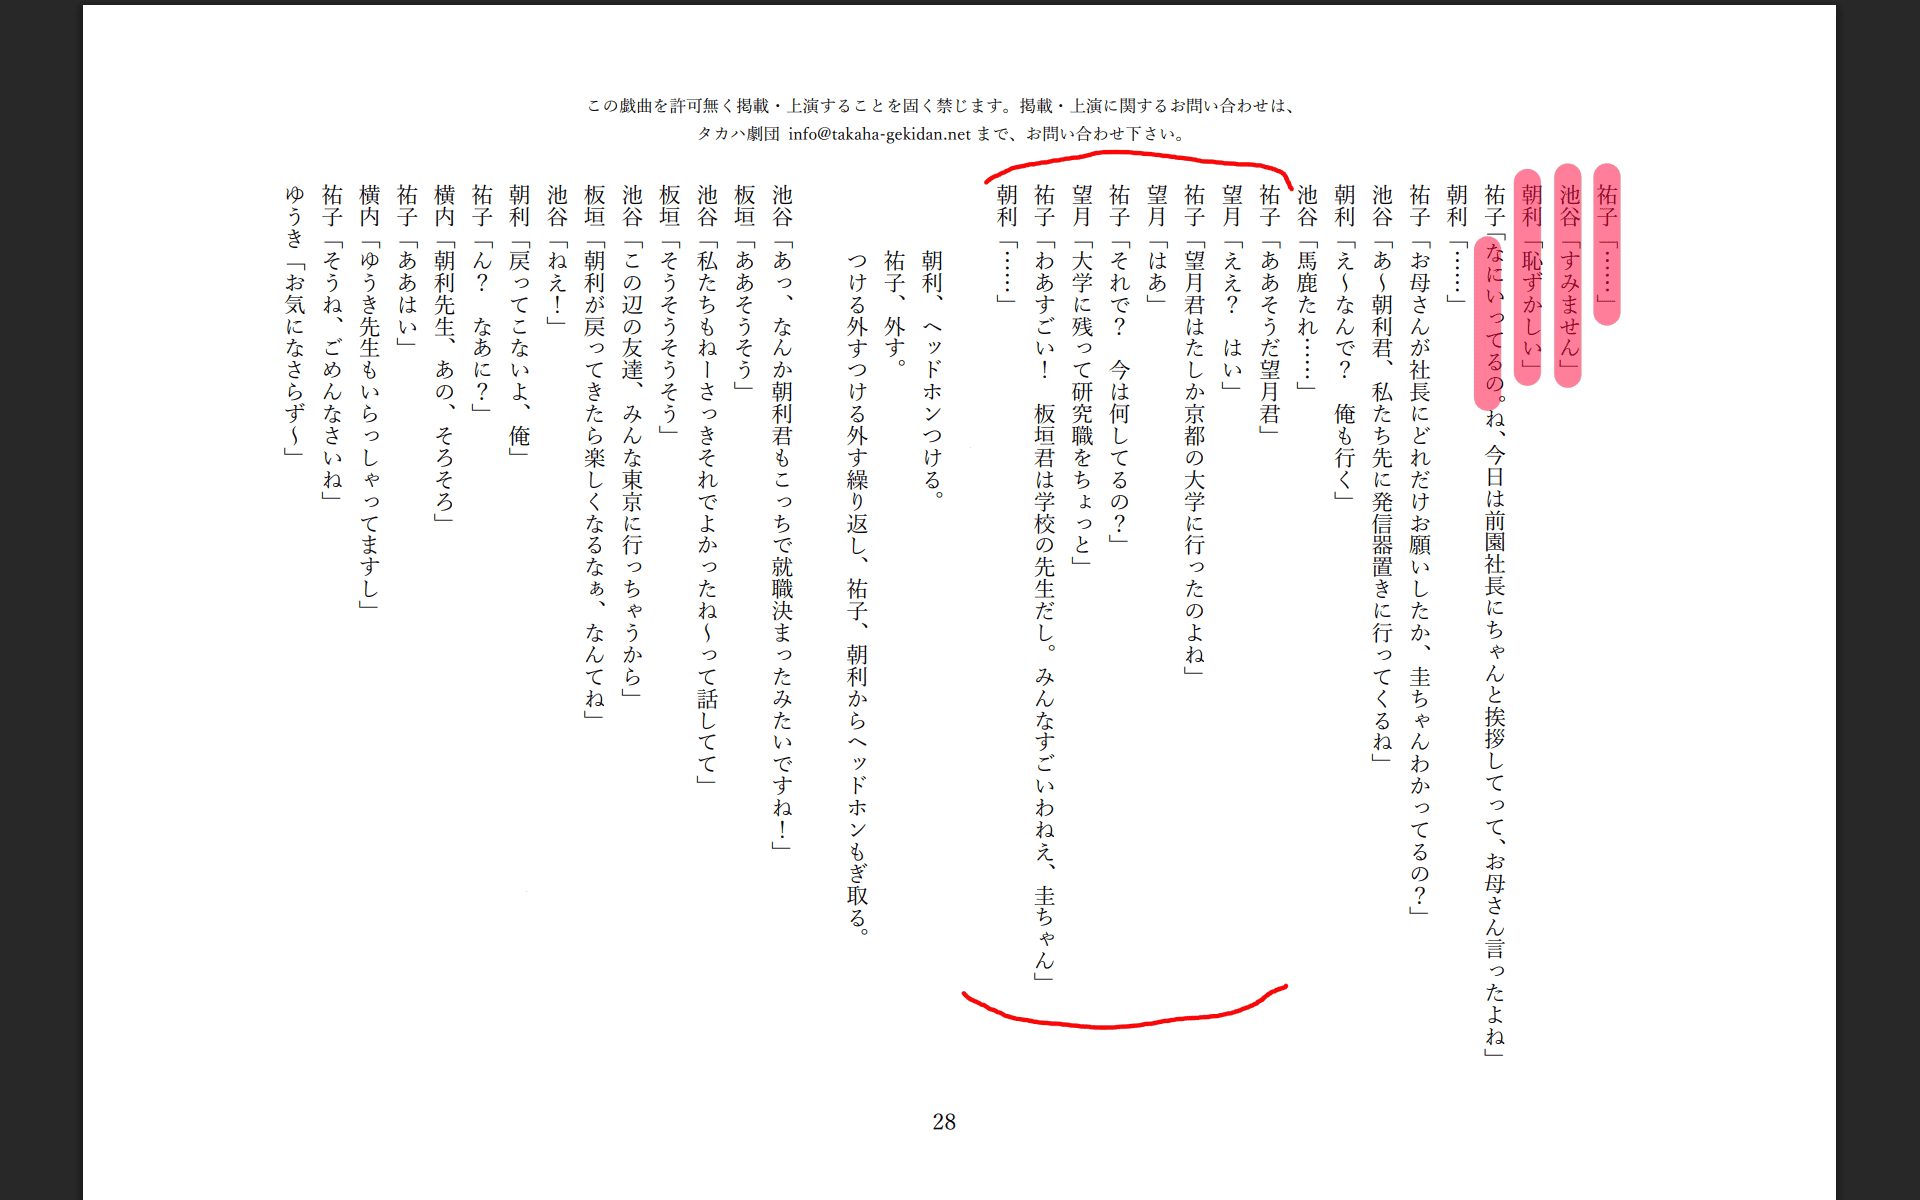 この戯曲を許可無く掲載・上演することを固く禁じます。掲載・上演に関するお問い合わせは、
タカハ劇団 info@takaha-gekidan.net まで、お問い合わせ下さい。
祐子「……」
池谷「すみません」
朝利「恥ずかしい」
祐子「なにいってるの。ね、今日は前園社長にちゃんと挨拶してって、お母さん言ったよね」
朝利「……」
祐子「お母さんが社長にどれだけお願いしたか、圭ちゃんわかってるの？」
池谷「あ～朝利君、私たち先に発信器置きに行ってくるね」
朝利「え～なんで？　俺も行く」
池谷「馬鹿たれ……」
祐子「ああそうだ望月君」
望月「ええ？　はい」
祐子「望月君はたしか京都の大学に行ったのよね」
望月「はあ」
祐子「それで？　今は何してるの？」
望月「大学に残って研究職をちょっと」
祐子「わあすごい！　板垣君は学校の先生だし。みんなすごいわねえ、圭ちゃん」
朝利「……」
朝利、ヘッドホンつける。
祐子、外す。
つける外すつける外す繰り返し、祐子、朝利からヘッドホンもぎ取る。
池谷「あっ、なんか朝利君もこっちで就職決まったみたいですね！」
板垣「ああそうそう」
池谷「私たちもねーさっきそれでよかったね～って話してて」
板垣「そうそうそうそう」
池谷「この辺の友達、みんな東京に行っちゃうから」
板垣「朝利が戻ってきたら楽しくなるなぁ、なんてね」
池谷「ねえ！」
朝利「戻ってこないよ、俺」
祐子「ん？　なあに？」
横内「朝利先生、あの、そろそろ」
祐子「ああはい」
横内「ゆうき先生もいらっしゃってますし」
祐子「そうね、ごめんなさいね」
ゆうき「お気になさらず～」
28